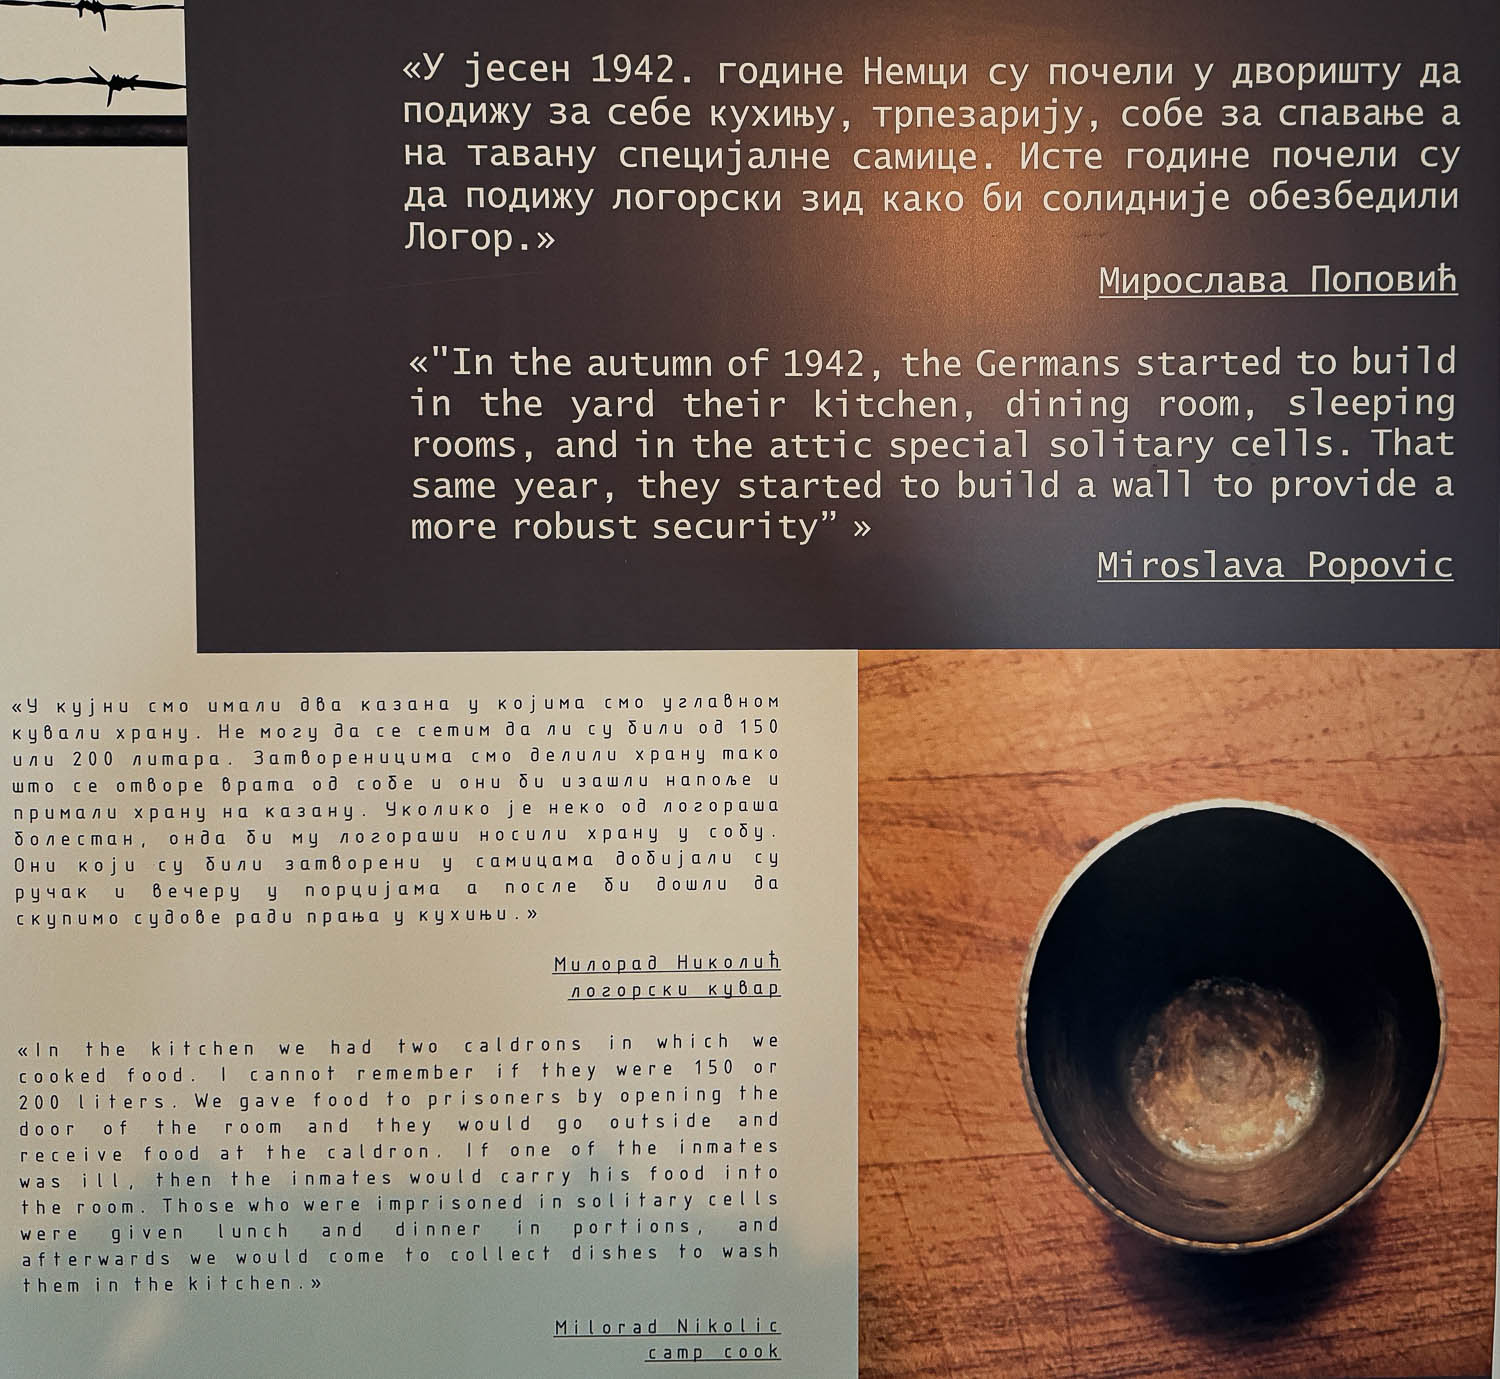 «У јесен 1942. године Немци су почели у дворишту да
подижу за себе кухињу, трпезарију, собе за спавање а
на тавану специјалне самице. Исте године почели су
да подижу логорски зид како би солидније обезбедили
Логор.»
Мирослава Поповић
«"In the autumn of 1942, the Germans started to build
in the yard their kitchen, dining room, sleeping
rooms, and in the attic special solitary cells. That
same year, they started to build a wall to provide a
more robust security” »
Miroslava Popovic
«У кујни смо имали два казана у којима смо углавном
кували храну. Не могу да се сетим да ли су били од 150
или 200 литара. Затвореницима смо делили храну тако
што се отворе врата од собе и они би изашли напоље и
примали храну на казану. Уколико је неко од логораша
болестан, онда би му логораши носили храну у собу.
Они који су били затворени у самицама добијали су
ручак и вечеру у порцијама а после би дошли да
скупимо судове ради прања у кухињи.»
Милорад Николић
логорски кувар
«In the kitchen we had two caldrons in which we
cooked food. I cannot remember if they were 150 or
200 liters. We gave food to prisoners by opening the
door of the room and they would go outside and
receive food at the caldron. If one of the inmates
was ill, then the inmates would carry his food into
the room. Those who were imprisoned in solitary cells
were given lunch and dinner in portions, and
afterwards we would come to collect dishes to wash
them in the kitchen.»
Milorad Nikolic
camp cook